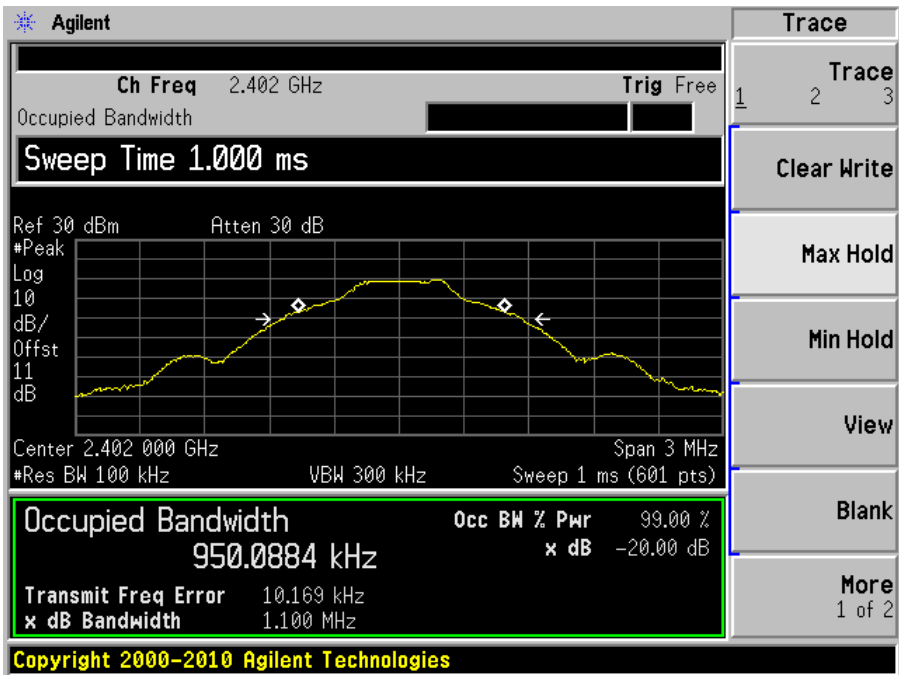 Agilent
Trace
Ch Freq 2.402 GHz Trig Free
Occupied Bandwidth
Sweep Time 1.000 ms
Ref 30 dBm Atten 30 dB
#Peak
Log
10
dB/
Offst
11
dB
Center 2.402 000 GHz Span 3 MHz
#Res BW 100 kHz VBW 300 kHz Sweep 1 ms (601 pts)
Occupied Bandwidth
950.0884 kHz
Occ BW % Pwr 99.00 %
x dB -20.00 dB
Transmit Freq Error 10.169 kHz
x dB Bandwidth 1.100 MHz
Copyright 2000-2010 Agilent Technologies
Trace
1 2 3
Clear Write
Max Hold
Min Hold
View
Blank
More
1 of 2